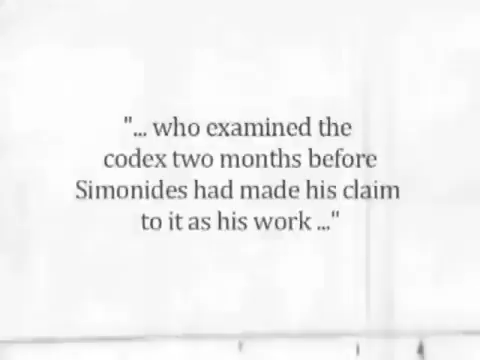 "... who examined the
codex two months before
Simonides had made his claim
to it as his work ..."